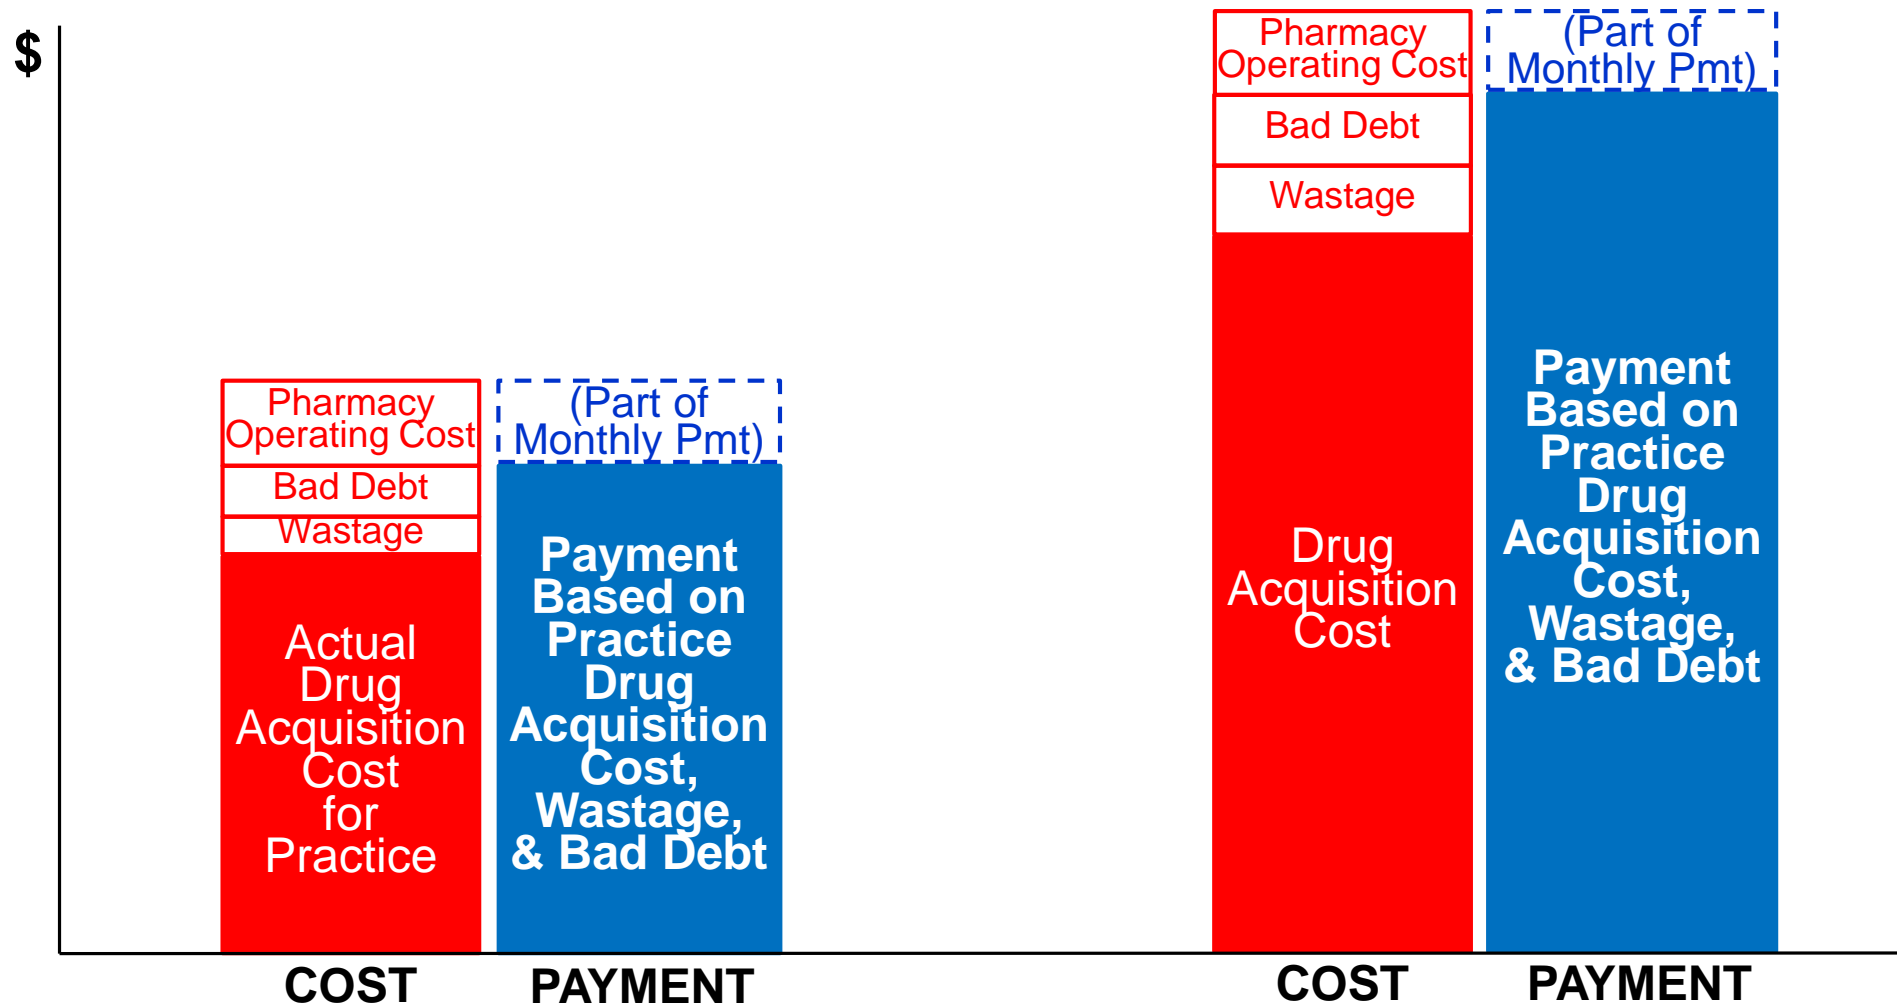 $
Pharmacy
Operating Cost
Bad Debt
Wastage
Actual
Drug
Acquisition
Cost
for
Practice
(Part of
Monthly Pmt)
Payment
Based on
Practice
Drug
Acquisition
Cost,
Wastage,
& Bad Debt
Pharmacy
Operating Cost
Bad Debt
Wastage
Drug
Acquisition
Cost
(Part of
Monthly Pmt)
Payment
Based on
Practice
Drug
Acquisition
Cost,
Wastage,
& Bad Debt
COST
PAYMENT
COST
PAYMENT